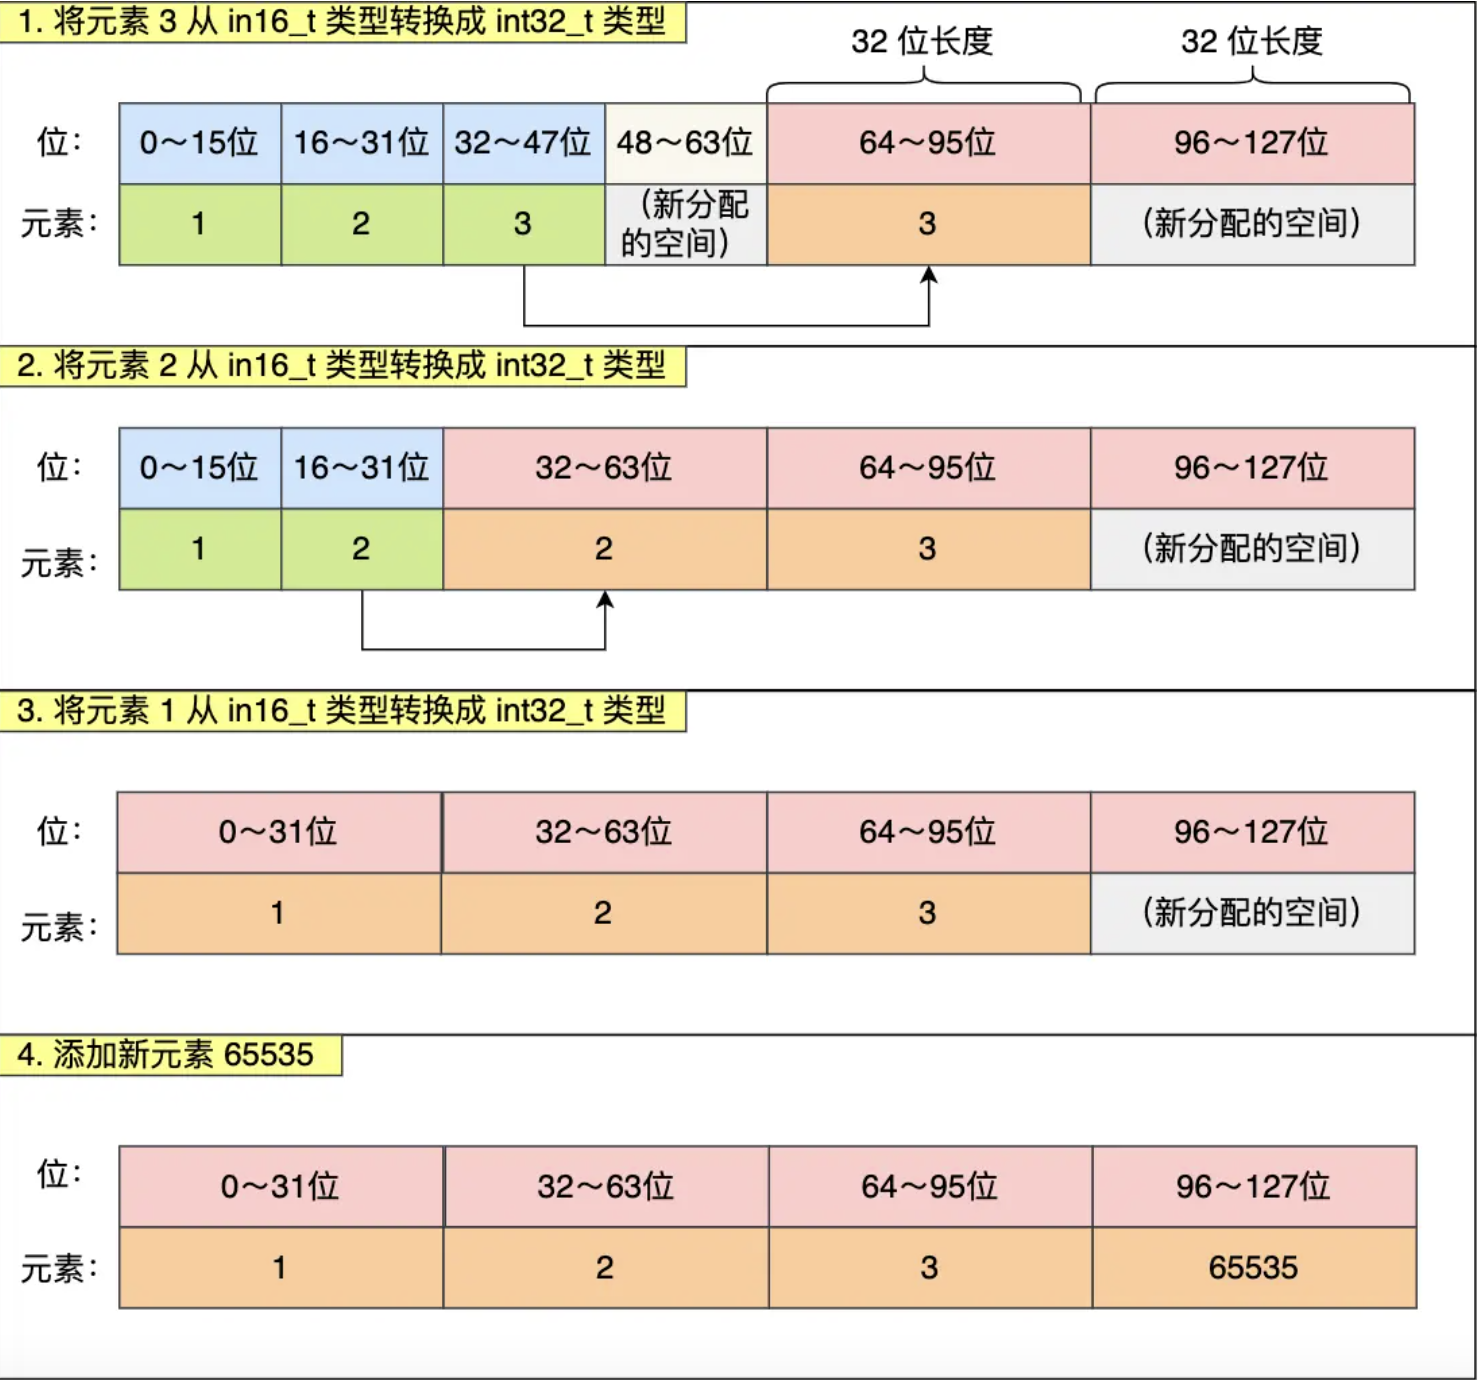 1. 将元素 3 从 in16_t 类型转换成 int32_t 类型
32 位长度
32 位长度
位：
0～15位
16～31位
32～47位
48～63位
64～95位
96～127位
元素：
1
2
3
（新分配
的空间）
3
（新分配的空间）
2. 将元素 2 从 in16_t 类型转换成 int32_t 类型
位：
0～15位
16～31位
32～63位
64～95位
96～127位
元素：
1
2
2
3
（新分配的空间）
3. 将元素 1 从 in16_t 类型转换成 int32_t 类型
位：
0～31位
32～63位
64～95位
96～127位
元素：
1
2
3
（新分配的空间）
4. 添加新元素 65535
位：
0～31位
32～63位
64～95位
96～127位
元素：
1
2
3
65535